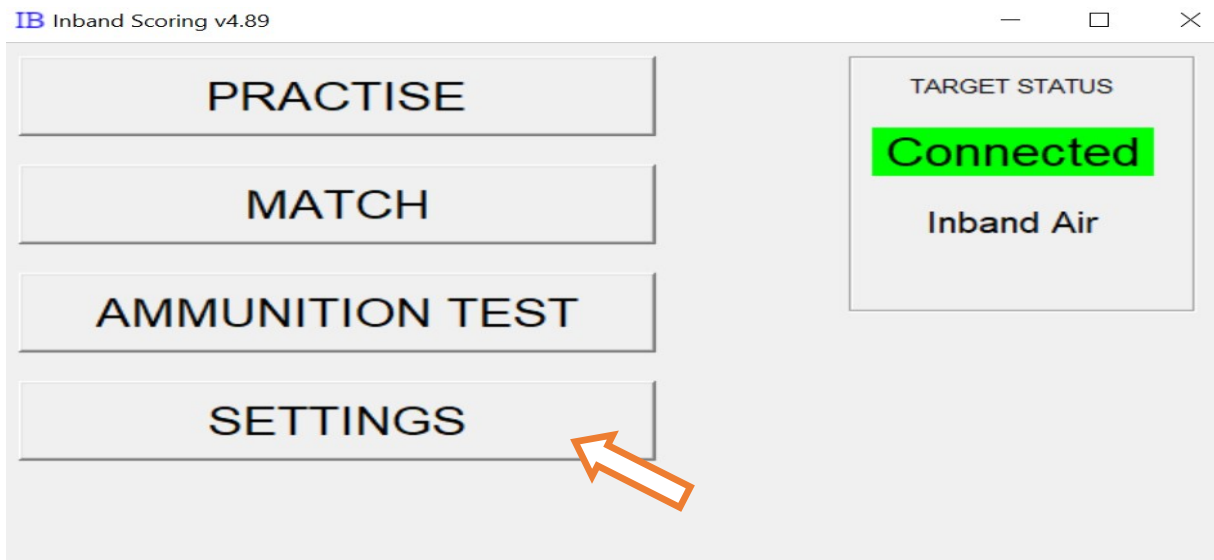 IB Inband Scoring v4.89
PRACTISE
MATCH
AMMUNITION TEST
SETTINGS
TARGET STATUS
Connected
Inband Air